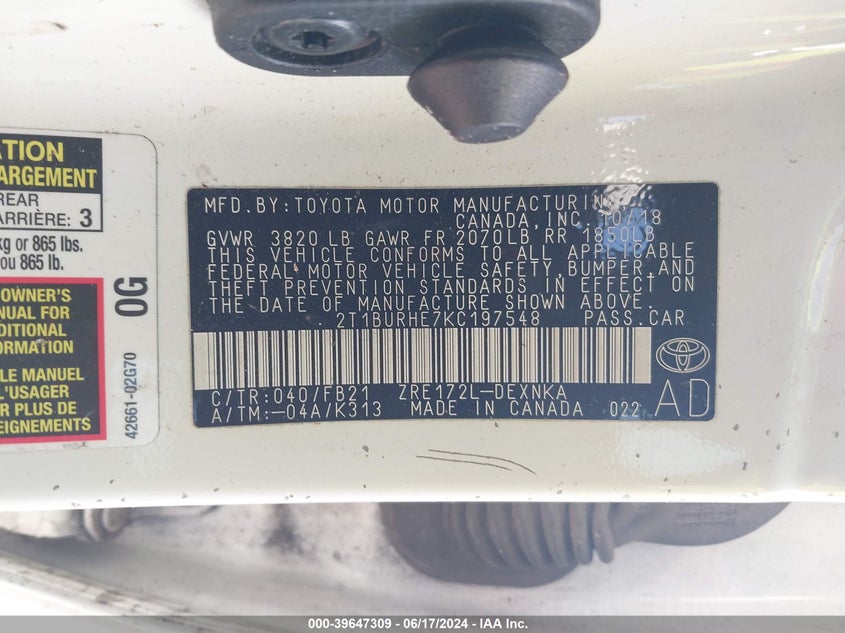 ATION
ARGEMENT
REAR
ARRIÈRE: 3
kg or 865 lbs.
ou 865 lb.
OWNER'S
ANUAL FOR
DITIONAL
FORMATION
LE MANUEL
L'USAGER
R PLUS DE
EIGNEMENTS
0G
42661-02G70
MFD.BY:TOYOTA MOTOR MANUFACTURING
CANADA,INC. 10/18
GVWR 3820 LB GAWR FR 2070LB RR 1850LB
THIS VEHICLE CONFORMS TO ALL APPLICABLE
FEDERAL MOTOR VEHICLE SAFETY,BUMPER,AND
THEFT PREVENTION STANDARDS IN EFFECT ON
THE DATE OF MANUFACTURE SHOWN ABOVE.
2T1BURHE7KC197548 PASS.CAR
C/TR:040/FB21 ZRE172L-DEXNKA
A/TM:-04A/K313 MADE IN CANADA 022
AD
000-39647309 / 06/17/2024 - IAA Inc.